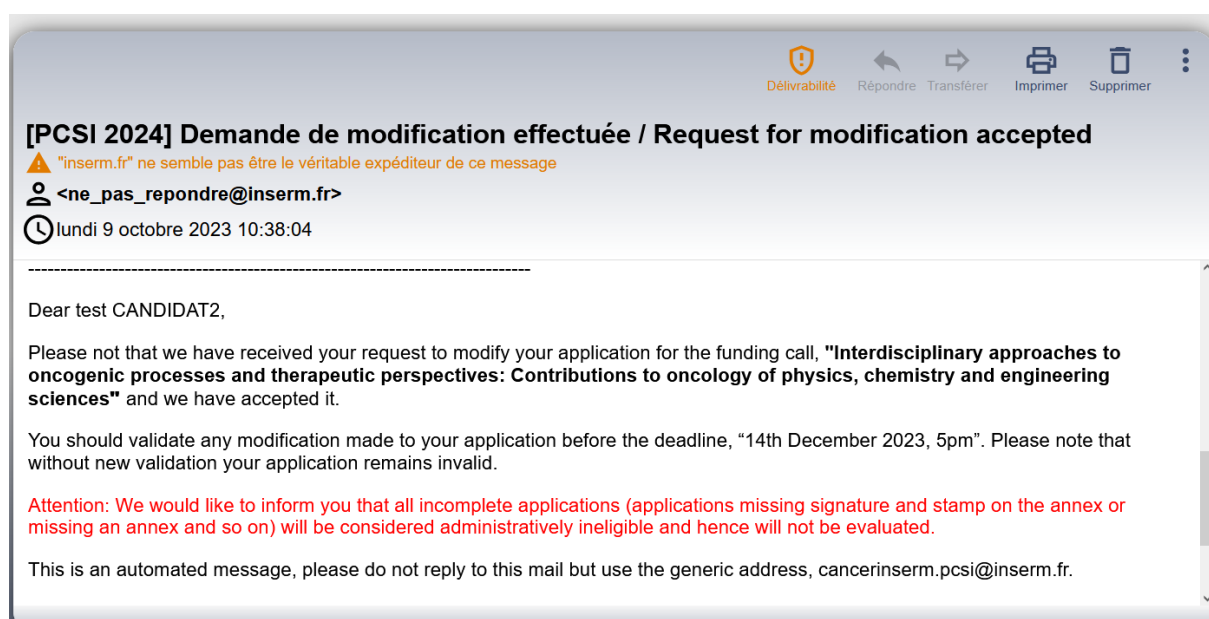 Délivrabilité Répondre Transférer Imprimer Supprimer
[PCSI 2024] Demande de modification effectuée / Request for modification accepted
"inserm.fr" ne semble pas être le véritable expéditeur de ce message
<ne_pas_repondre@inserm.fr>
lundi 9 octobre 2023 10:38:04
------------------------------------------------------------------------------
Dear test CANDIDAT2,
Please not that we have received your request to modify your application for the funding call, "Interdisciplinary approaches to
oncogenic processes and therapeutic perspectives: Contributions to oncology of physics, chemistry and engineering
sciences" and we have accepted it.
You should validate any modification made to your application before the deadline, “14th December 2023, 5pm”. Please note that
without new validation your application remains invalid.
Attention: We would like to inform you that all incomplete applications (applications missing signature and stamp on the annex or
missing an annex and so on) will be considered administratively ineligible and hence will not be evaluated.
This is an automated message, please do not reply to this mail but use the generic address, cancerinserm.pcsi@inserm.fr.